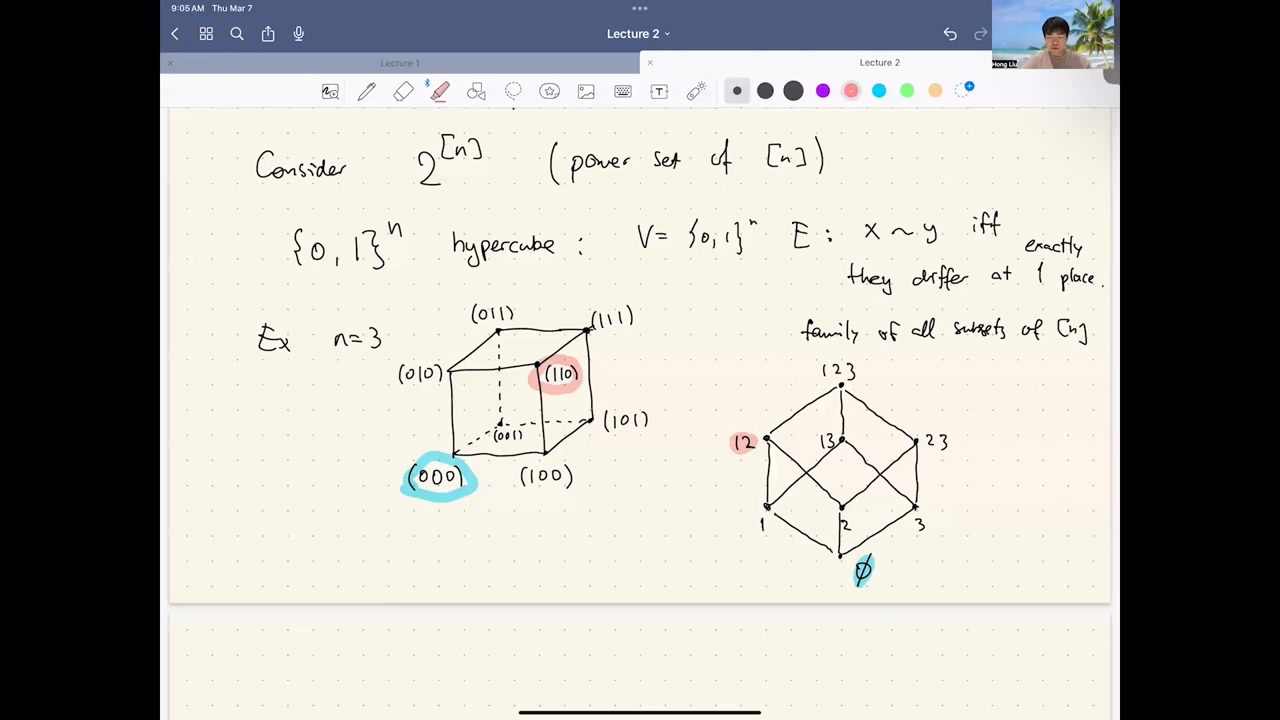 9:05 AM Thu Mar 7
Lecture 2
Hong Liu
Lecture 1
Lecture 2
Consider 2^[n] (power set of [n])
{0,1}^n hypercube: V = {0,1}^n E: x ~ y iff
exactly
they differ at 1 place.
Ex n=3
family of all subsets of [n]
(011) (111)
(010) (110)
(001) (101)
(000) (100)
123
12 13 23
1 2 3
∅